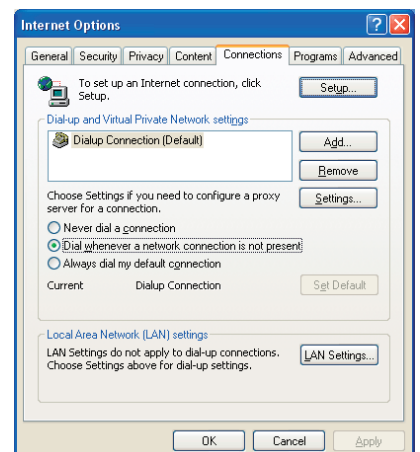 Internet Options
General Security Privacy Content Connections Programs Advanced
To set up an Internet connection, click
Setup.
Setup...
Dial-up and Virtual Private Network settings
Dialup Connection (Default)
Add...
Remove
Choose Settings if you need to configure a proxy
server for a connection.
Settings...
Never dial a connection
Dial whenever a network connection is not present
Always dial my default connection
Current Dialup Connection
Set Default
Local Area Network (LAN) settings
LAN Settings do not apply to dial-up connections.
Choose Settings above for dial-up settings.
LAN Settings...
OK Cancel Apply